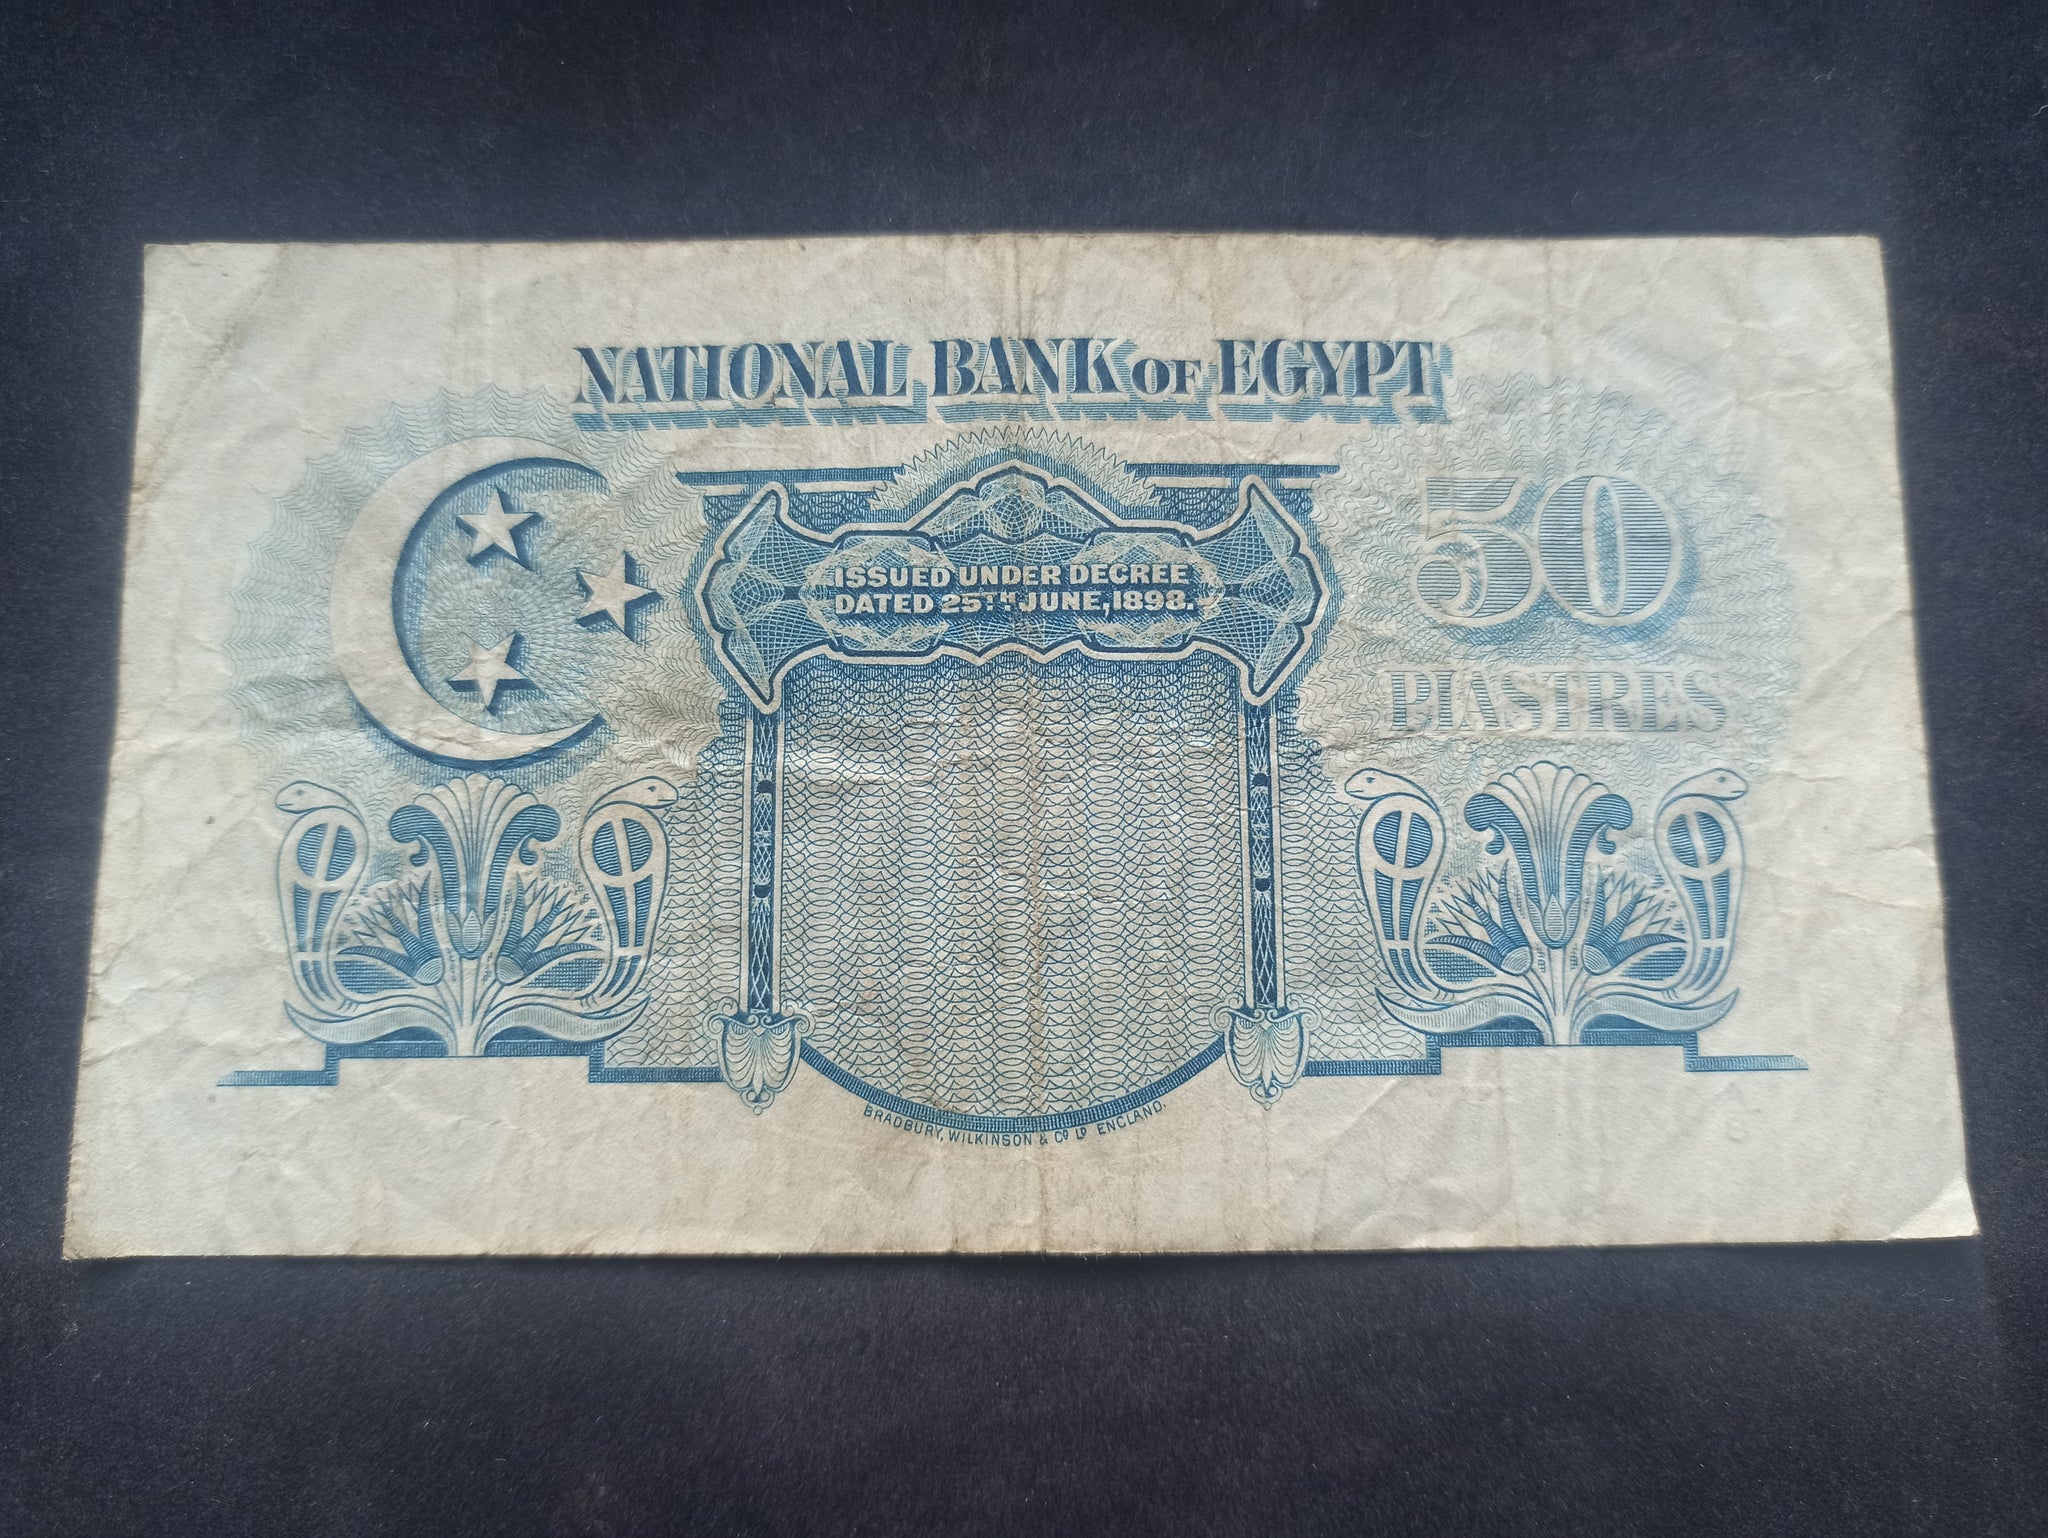 NATIONAL BANK OF EGYPT
ISSUED UNDER DECREE
DATED 25TH JUNE, 1898.
50
PIASTRES
BRADBURY, WILKINSON & Co LD ENGLAND.